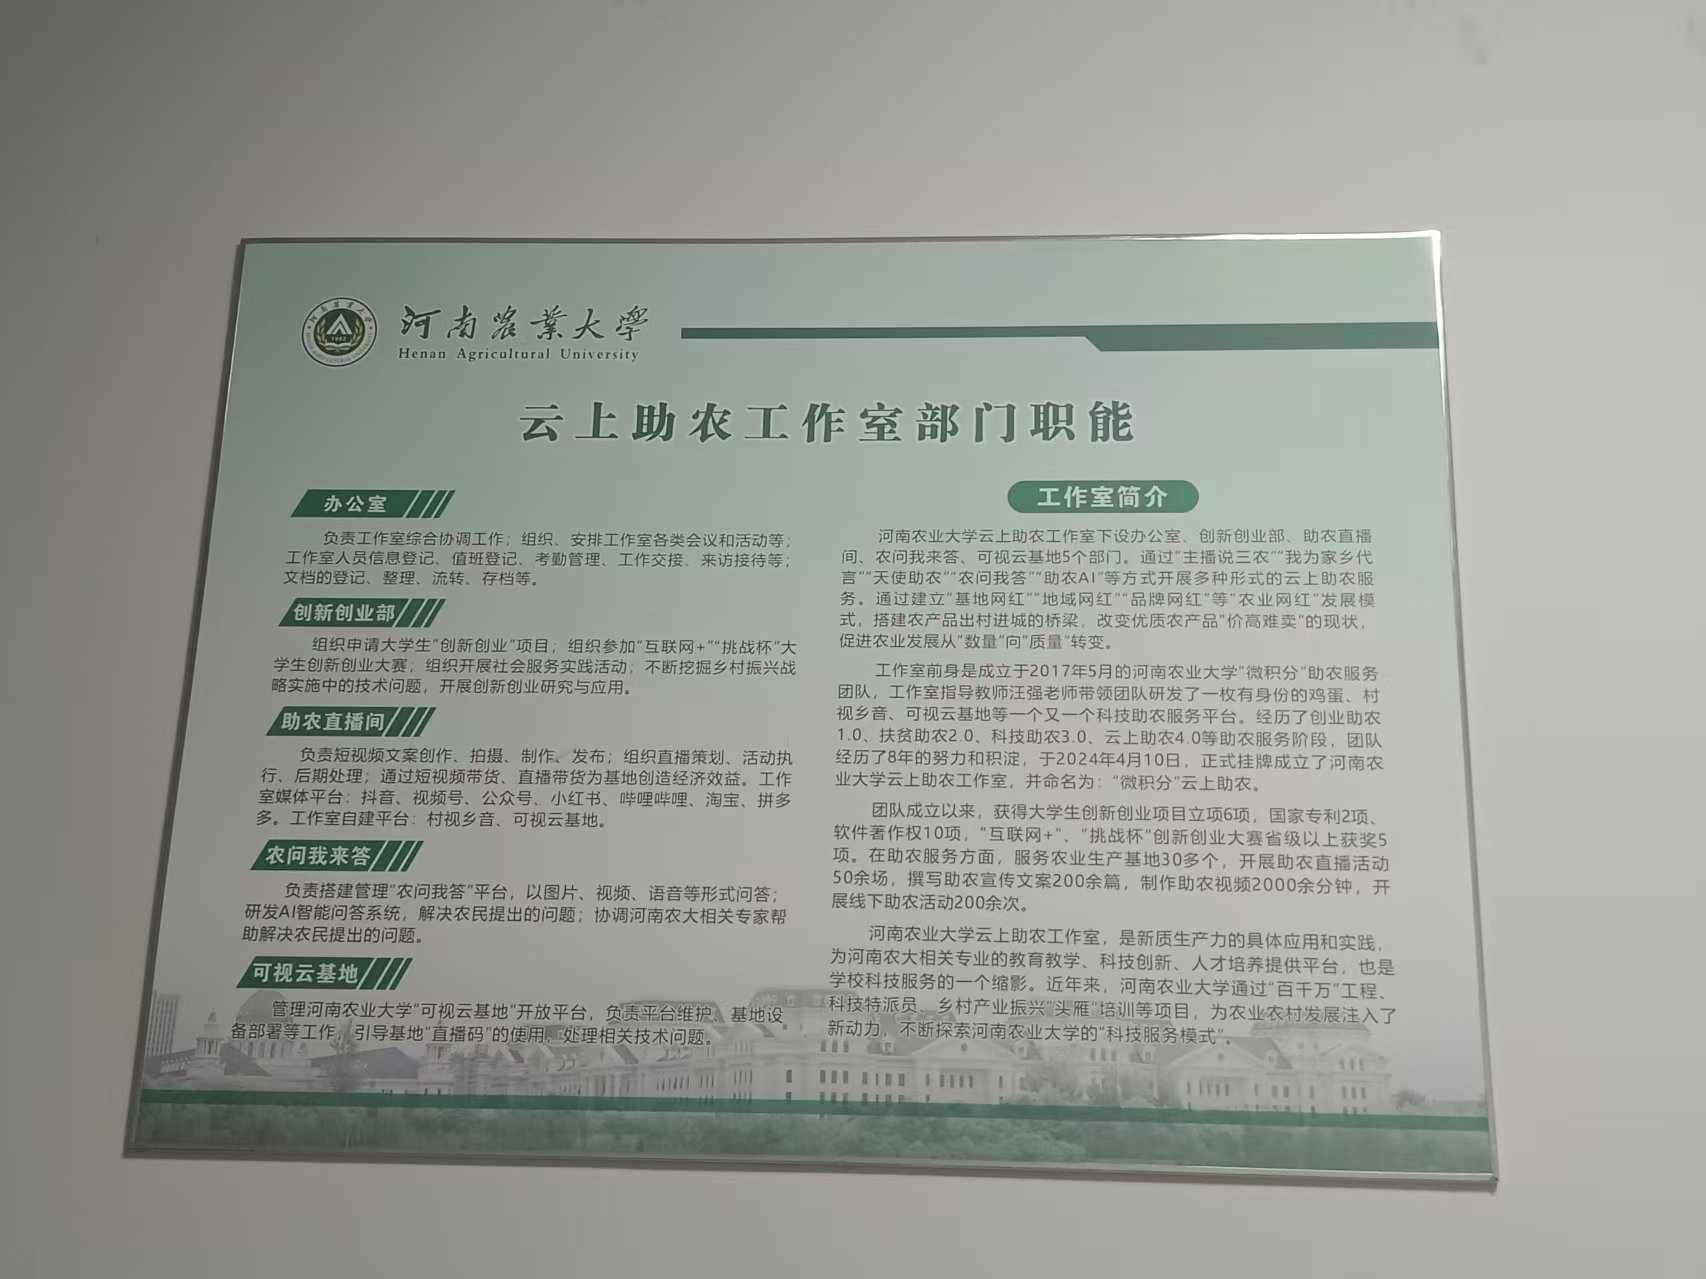 河南农业大学
Henan Agricultural University
云上助农工作室部门职能
办公室
负责工作室综合协调工作；组织、安排工作室各类会议和活动等；
工作室人员信息登记、值班登记、考勤管理、工作交接、来访接待等；
文档的登记、整理、流转、存档等。
创新创业部
组织申请大学生"创新创业"项目；组织参加"互联网+""挑战杯"大
学生创新创业大赛；组织开展社会服务实践活动；不断挖掘乡村振兴战
略实施中的技术问题，开展创新创业研究与应用。
助农直播间
负责短视频文案创作、拍摄、制作、发布；组织直播策划、活动执
行、后期处理；通过短视频带货、直播带货为基地创造经济效益。工作
室媒体平台：抖音、视频号、公众号、小红书、哔哩哔哩、淘宝、拼多
多。工作室自建平台：村视乡音、可视云基地。
农问我来答
负责搭建管理"农问我答"平台，以图片、视频、语音等形式问答；
研发AI智能问答系统，解决农民提出的问题；协调河南农大相关专家帮
助解决农民提出的问题。
可视云基地
管理河南农业大学"可视云基地"开放平台，负责平台维护、基地设
备部署等工作，引导基地"直播码"的使用，处理相关技术问题。
工作室简介
河南农业大学云上助农工作室下设办公室、创新创业部、助农直播
间、农问我来答、可视云基地5个部门。通过"主播说三农""我为家乡代
言""天使助农""农问我答""助农AI"等方式开展多种形式的云上助农服
务。通过建立"基地网红""地域网红""品牌网红"等"农业网红"发展模
式，搭建农产品出村进城的桥梁，改变优质农产品"价高难卖"的现状，
促进农业发展从"数量"向"质量"转变。
工作室前身是成立于2017年5月的河南农业大学"微积分"助农服务
团队，工作室指导教师汪强老师带领团队研发了一枚有身份的鸡蛋、村
视乡音、可视云基地等一个又一个科技助农服务平台。经历了创业助农
1.0、扶贫助农2.0、科技助农3.0、云上助农4.0等助农服务阶段，团队
经历了8年的努力和积淀，于2024年4月10日，正式挂牌成立了河南农
业大学云上助农工作室，并命名为："微积分"云上助农。
团队成立以来，获得大学生创新创业项目立项6项，国家专利2项、
软件著作权10项，"互联网+"、"挑战杯"创新创业大赛省级以上获奖5
项。在助农服务方面，服务农业生产基地30多个，开展助农直播活动
50余场，撰写助农宣传文案200余篇，制作助农视频2000余分钟，开
展线下助农活动200余次。
河南农业大学云上助农工作室，是新质生产力的具体应用和实践，
为河南农大相关专业的教育教学、科技创新、人才培养提供平台，也是
学校科技服务的一个缩影。近年来，河南农业大学通过"百千万"工程、
科技特派员、乡村产业振兴"头雁"培训等项目，为农业农村发展注入了
新动力，不断探索河南农业大学的"科技服务模式"。